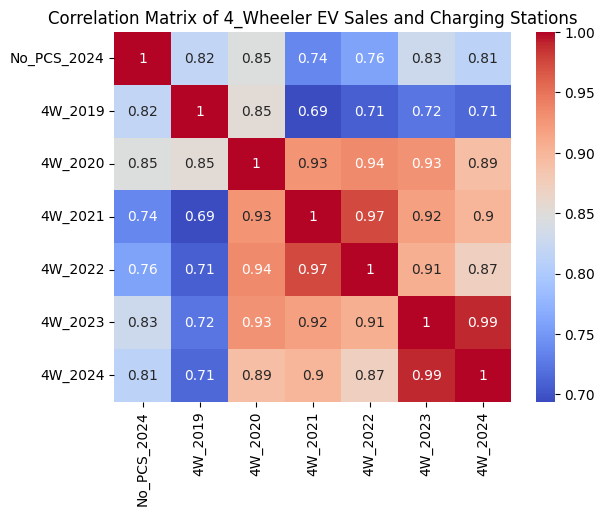 Correlation Matrix of 4_Wheeler EV Sales and Charging Stations
No_PCS_2024 1 0.82 0.85 0.74 0.76 0.83 0.81
4W_2019 0.82 1 0.85 0.69 0.71 0.72 0.71
4W_2020 0.85 0.85 1 0.93 0.94 0.93 0.89
4W_2021 0.74 0.69 0.93 1 0.97 0.92 0.9
4W_2022 0.76 0.71 0.94 0.97 1 0.91 0.87
4W_2023 0.83 0.72 0.93 0.92 0.91 1 0.99
4W_2024 0.81 0.71 0.89 0.9 0.87 0.99 1
No_PCS_2024 4W_2019 4W_2020 4W_2021 4W_2022 4W_2023 4W_2024
1.00
0.95
0.90
0.85
0.80
0.75
0.70